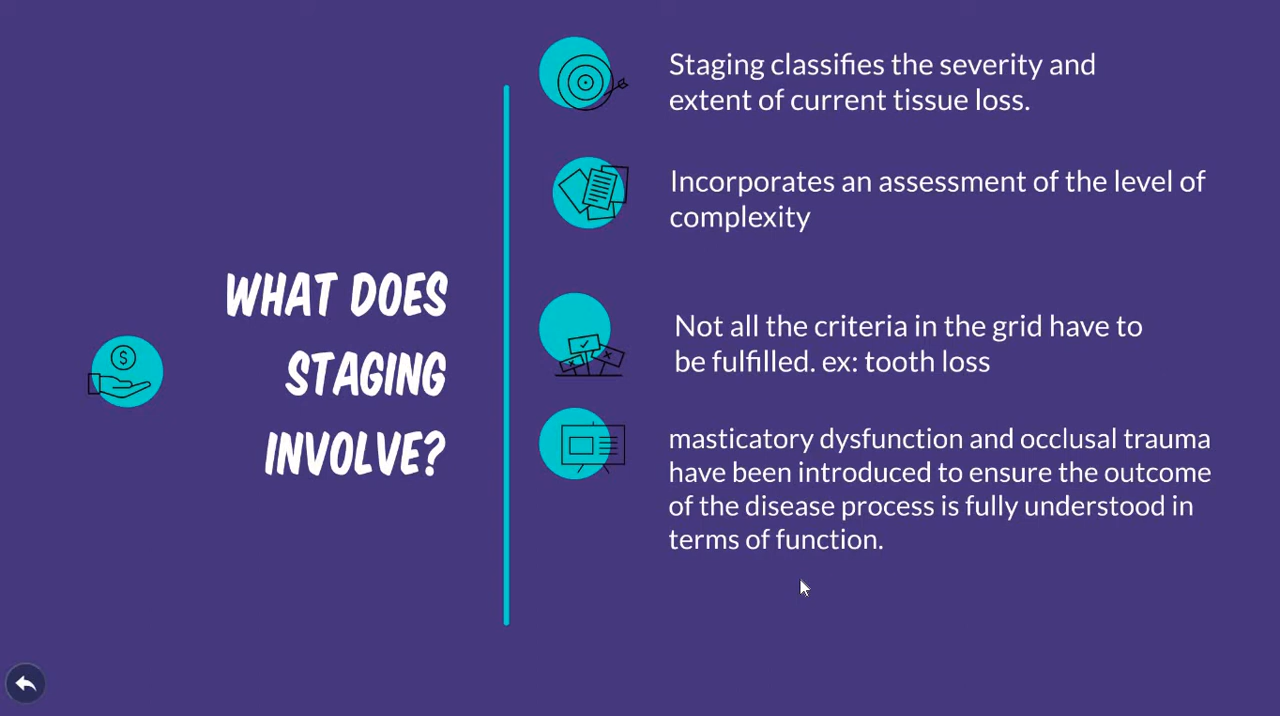 WHAT DOES
STAGING
INVOLVE?
$
Staging classifies the severity and
extent of current tissue loss.
Incorporates an assessment of the level of
complexity
Not all the criteria in the grid have to
be fulfilled. ex: tooth loss
masticatory dysfunction and occlusal trauma
have been introduced to ensure the outcome
of the disease process is fully understood in
terms of function.